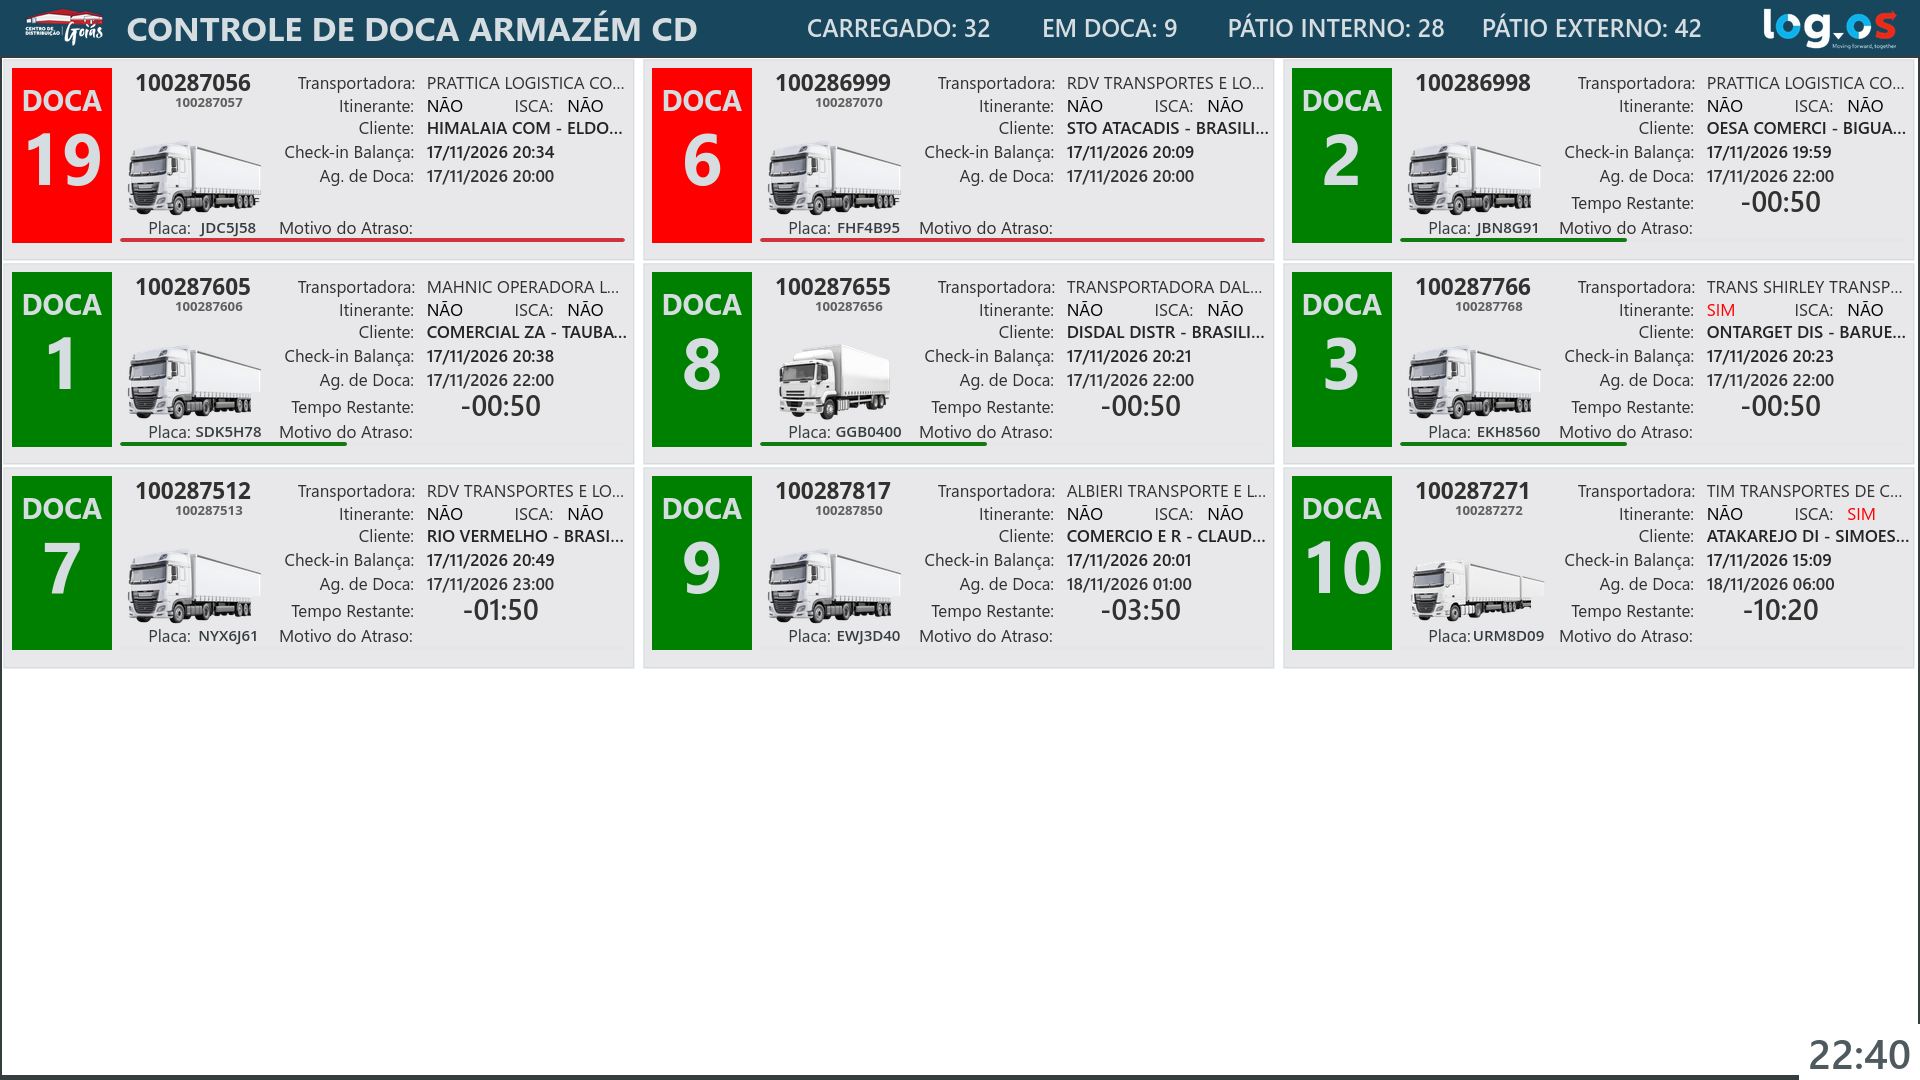 CENTRO DE DISTRIBUIÇÃO Goiás
CONTROLE DE DOCA ARMAZÉM CD
CARREGADO: 32
EM DOCA: 9
PÁTIO INTERNO: 28
PÁTIO EXTERNO: 42
log.os
Moving forward, together
DOCA
19
100287056
100287057
Transportadora: PRATTICA LOGISTICA CO...
Itinerante: NÃO ISCA: NÃO
Cliente: HIMALAIA COM - ELDO...
Check-in Balança: 17/11/2026 20:34
Ag. de Doca: 17/11/2026 20:00
Placa: JDC5J58 Motivo do Atraso:
DOCA
6
100286999
100287070
Transportadora: RDV TRANSPORTES E LO...
Itinerante: NÃO ISCA: NÃO
Cliente: STO ATACADIS - BRASILI...
Check-in Balança: 17/11/2026 20:09
Ag. de Doca: 17/11/2026 20:00
Placa: FHF4B95 Motivo do Atraso:
DOCA
2
100286998
Transportadora: PRATTICA LOGISTICA CO...
Itinerante: NÃO ISCA: NÃO
Cliente: OESA COMERCI - BIGUA...
Check-in Balança: 17/11/2026 19:59
Ag. de Doca: 17/11/2026 22:00
Tempo Restante: -00:50
Placa: JBN8G91 Motivo do Atraso:
DOCA
1
100287605
100287606
Transportadora: MAHNIC OPERADORA L...
Itinerante: NÃO ISCA: NÃO
Cliente: COMERCIAL ZA - TAUBA...
Check-in Balança: 17/11/2026 20:38
Ag. de Doca: 17/11/2026 22:00
Tempo Restante: -00:50
Placa: SDK5H78 Motivo do Atraso:
DOCA
8
100287655
100287656
Transportadora: TRANSPORTADORA DAL...
Itinerante: NÃO ISCA: NÃO
Cliente: DISDAL DISTR - BRASILI...
Check-in Balança: 17/11/2026 20:21
Ag. de Doca: 17/11/2026 22:00
Tempo Restante: -00:50
Placa: GGB0400 Motivo do Atraso:
DOCA
3
100287766
100287768
Transportadora: TRANS SHIRLEY TRANSP...
Itinerante: SIM ISCA: NÃO
Cliente: ONTARGET DIS - BARUE...
Check-in Balança: 17/11/2026 20:23
Ag. de Doca: 17/11/2026 22:00
Tempo Restante: -00:50
Placa: EKH8560 Motivo do Atraso:
DOCA
7
100287512
100287513
Transportadora: RDV TRANSPORTES E LO...
Itinerante: NÃO ISCA: NÃO
Cliente: RIO VERMELHO - BRASI...
Check-in Balança: 17/11/2026 20:49
Ag. de Doca: 17/11/2026 23:00
Tempo Restante: -01:50
Placa: NYX6J61 Motivo do Atraso:
DOCA
9
100287817
100287850
Transportadora: ALBIERI TRANSPORTE E L...
Itinerante: NÃO ISCA: NÃO
Cliente: COMERCIO E R - CLAUD...
Check-in Balança: 17/11/2026 20:01
Ag. de Doca: 18/11/2026 01:00
Tempo Restante: -03:50
Placa: EWJ3D40 Motivo do Atraso:
DOCA
10
100287271
100287272
Transportadora: TIM TRANSPORTES DE C...
Itinerante: NÃO ISCA: SIM
Cliente: ATAKAREJO DI - SIMOES...
Check-in Balança: 17/11/2026 15:09
Ag. de Doca: 18/11/2026 06:00
Tempo Restante: -10:20
Placa: URM8D09 Motivo do Atraso:
22:40